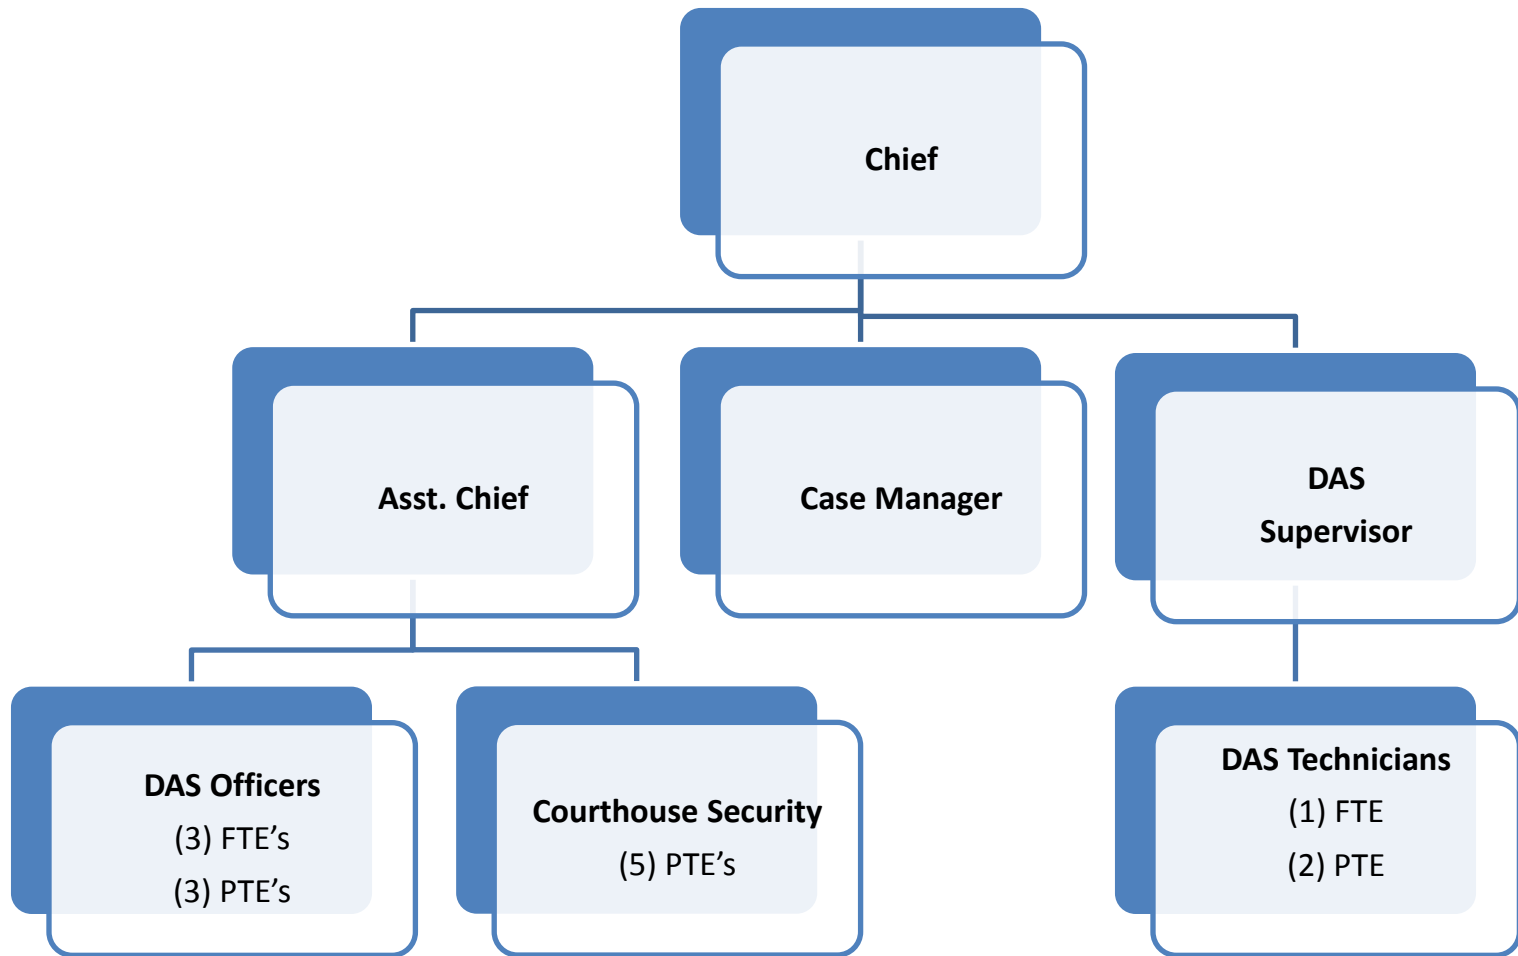 Chief
Asst. Chief
Case Manager
DAS
Supervisor
DAS Officers
(3) FTE’s
(3) PTE’s
Courthouse Security
(5) PTE’s
DAS Technicians
(1) FTE
(2) PTE